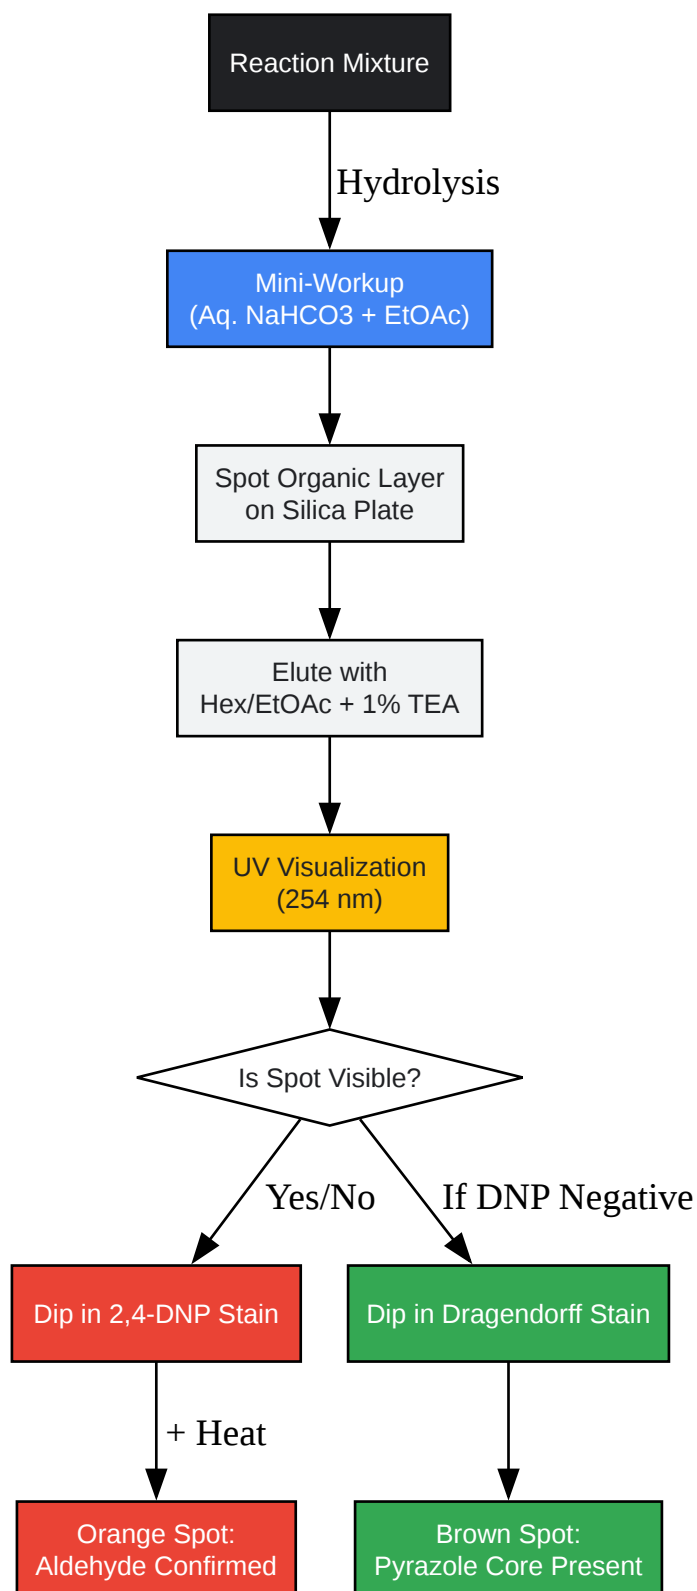 Reaction Mixture
Hydrolysis
Mini-Workup
(Aq. NaHCO3 + EtOAc)
Spot Organic Layer
on Silica Plate
Elute with
Hex/EtOAc + 1% TEA
UV Visualization
(254 nm)
Is Spot Visible?
Yes/No
If DNP Negative
Dip in 2,4-DNP Stain
Dip in Dragendorff Stain
+ Heat
Orange Spot:
Aldehyde Confirmed
Brown Spot:
Pyrazole Core Present